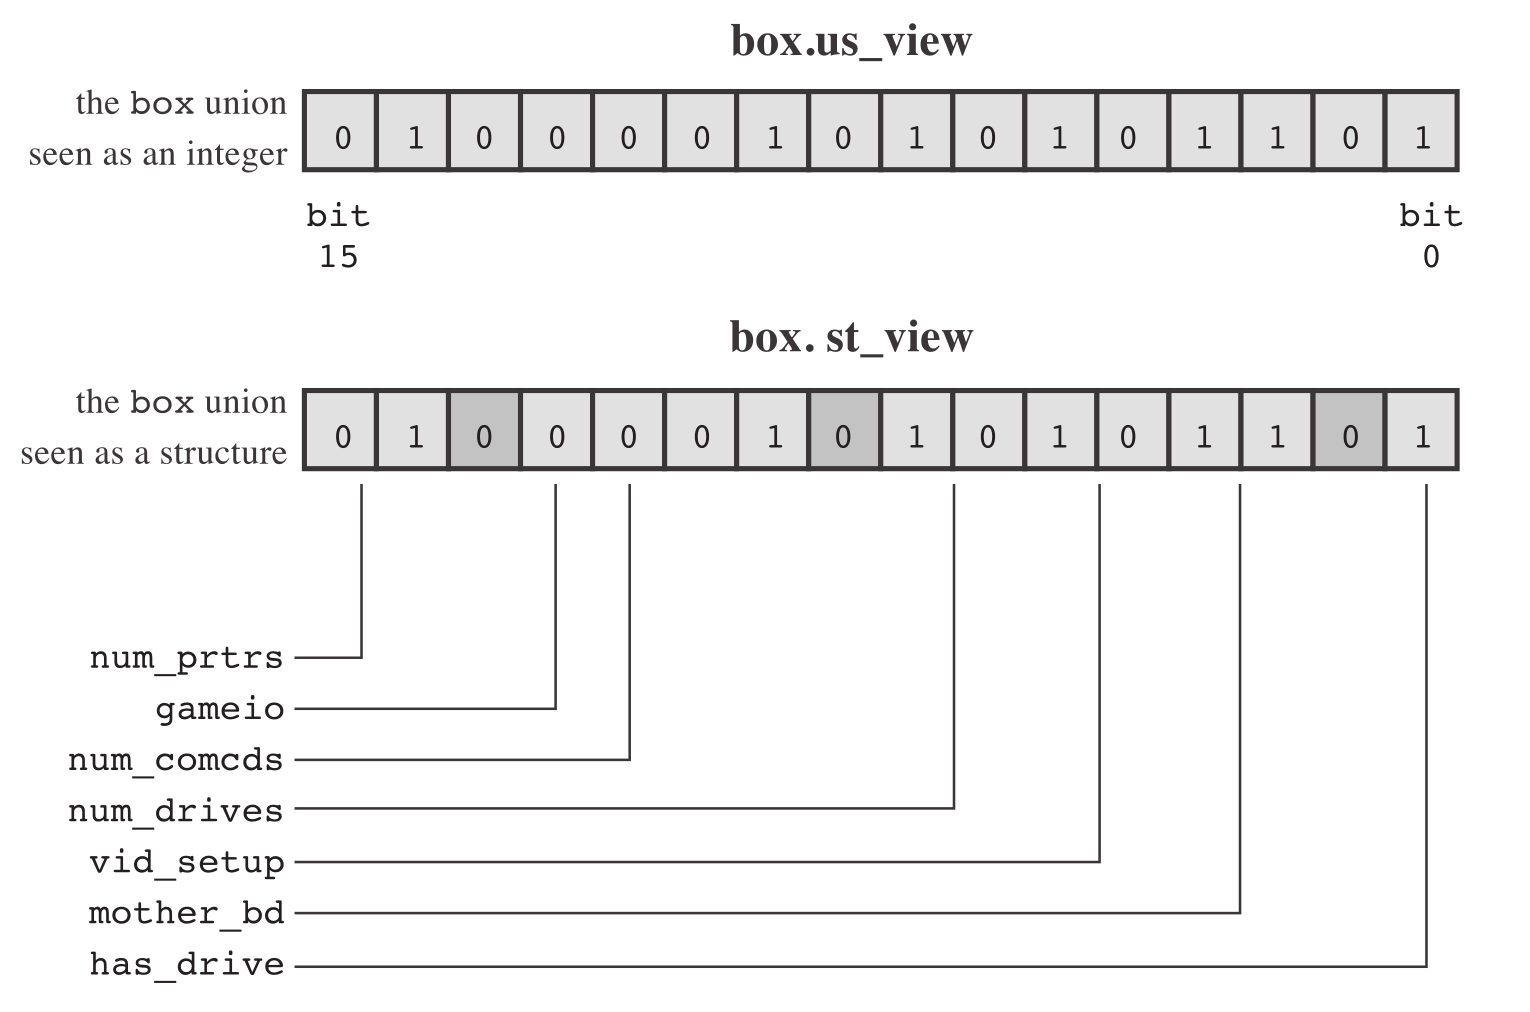 box.us_view
the box union
seen as an integer
0 1 0 0 0 0 1 0 1 0 1 0 1 1 0 1
bit bit
15 0
box. st_view
the box union
seen as a structure
0 1 0 0 0 0 1 0 1 0 1 0 1 1 0 1
num_prtrs
gameio
num_comcds
num_drives
vid_setup
mother_bd
has_drive